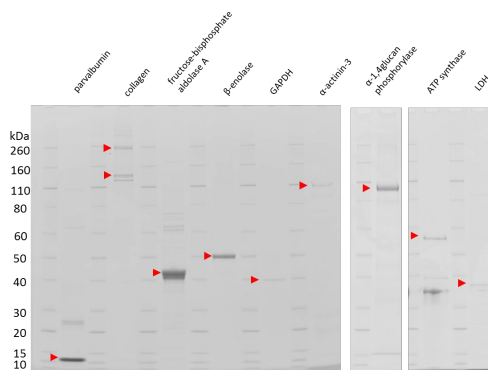 parvalbumin
collagen
fructose-bisphosphate
aldolase A
β-enolase
GAPDH
α-actinin-3
α-1,4glucan
phosphorylase
ATP synthase
LDH
kDa
260
160
110
80
60
50
40
30
20
15
10